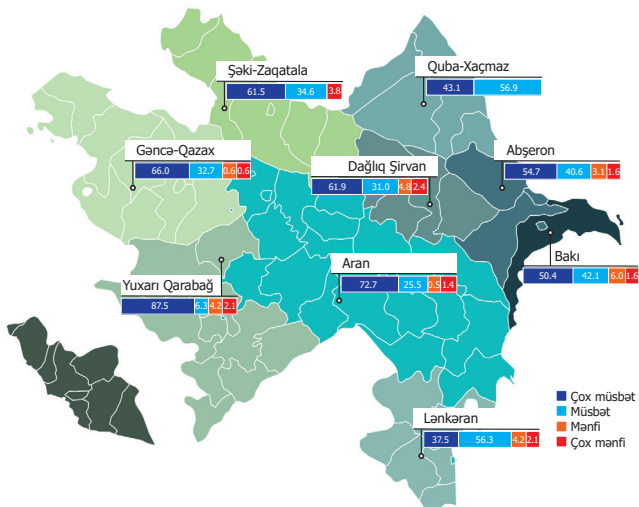 Şəki-Zaqatala
61.5 34.6 3.8
Quba-Xaçmaz
43.1 56.9
Gəncə-Qazax
66.0 32.7 0.6 0.6
Dağlıq Şirvan
61.9 31.0 4.8 2.4
Abşeron
54.7 40.6 3.1 1.6
Yuxarı Qarabağ
87.5 6.3 4.2 2.1
Aran
72.7 25.5 0.5 1.4
Bakı
50.4 42.1 6.0 1.6
Lənkəran
37.5 56.3 4.2 2.1
Çox müsbət
Müsbət
Mənfi
Çox mənfi